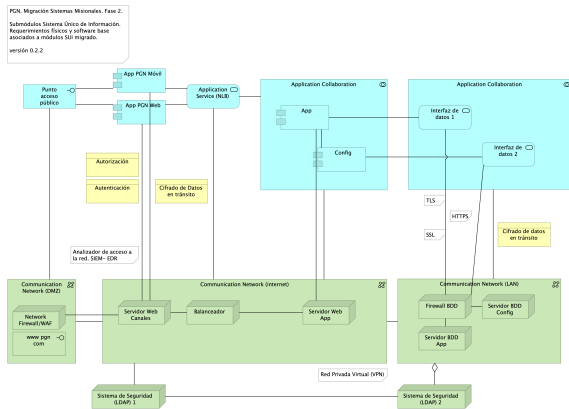 PGN. Migración Sistemas Misionales. Fase 2.
Submódulos Sistema Único de Información.
Requerimientos físicos y software base
asociados a módulos SUI migrado.
versión 0.2.2
Punto
acceso
público
App PGN Móvil
App PGN Web
Application
Service (NLB)
Application Collaboration
App
Config
Application Collaboration
Interfaz de
datos 1
Interfaz de
datos 2
Autorización
Autenticación
Cifrado de Datos
en tránsito
TLS
HTTPS
SSL
Cifrado de datos
en tránsito
Analizador de acceso a
la red. SIEM- EDR
Communication
Network (DMZ)
Network
Firewall/WAF
www pgn
com
Communication Network (internet)
Servidor Web
Canales
Balanceador
Servidor Web
App
Communication Network (LAN)
Firewall BDD
Servidor BDD
Config
Servidor BDD
App
Red Privada Virtual (VPN)
Sistema de Seguridad
(LDAP) 1
Sistema de Seguridad
(LDAP) 2